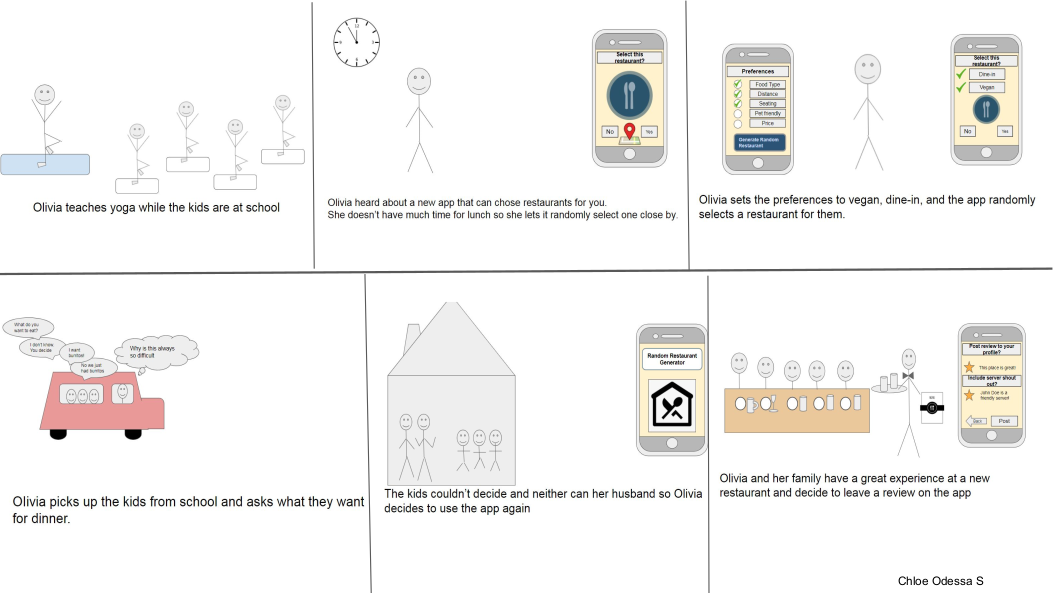 Olivia teaches yoga while the kids are at school
12
3
6
9
Select this
restaurant?
No
Yes
Olivia heard about a new app that can chose restaurants for you.
She doesn't have much time for lunch so she lets it randomly select one close by.
Preferences
Food Type
Distance
Seating
Pet friendly
Price
Generate Random
Restaurant
Select this
restaurant?
Dine-in
Vegan
No
Yes
Olivia sets the preferences to vegan, dine-in, and the app randomly
selects a restaurant for them.
What do you
want to eat?
I don't know
You decide
I want
burritos!
No we just
had burritos
Why is this always
so difficult
Olivia picks up the kids from school and asks what they want
for dinner.
Random Restaurant
Generator
The kids couldn't decide and neither can her husband so Olivia
decides to use the app again
Post review to your
profile?
This place is great!
Include server shout
out?
John Doe is a
friendly server!
Back
Post
Olivia and her family have a great experience at a new
restaurant and decide to leave a review on the app
Chloe Odessa S